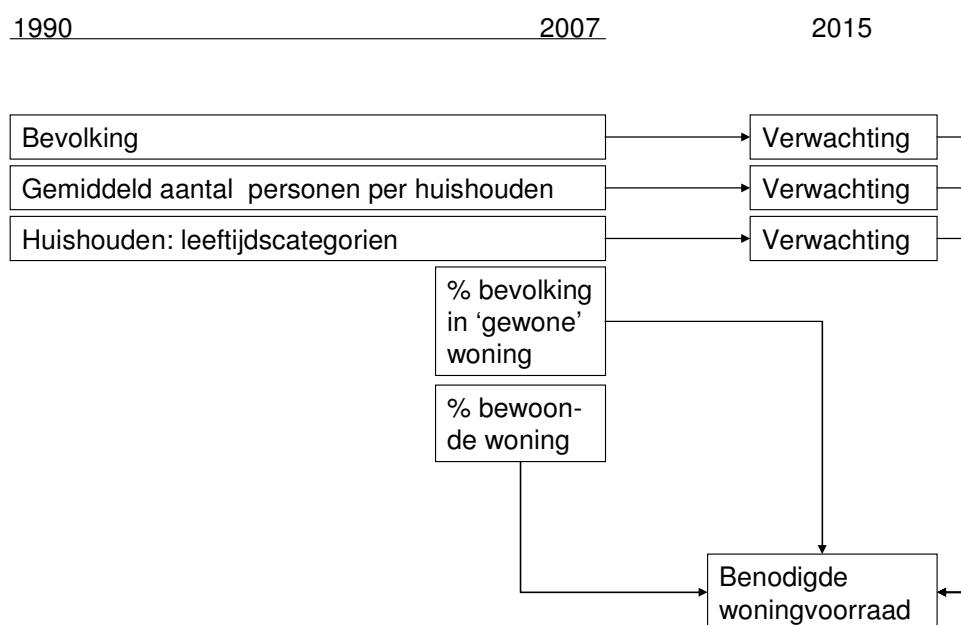 1990 2007 2015
Bevolking Verwachting
Gemiddeld aantal personen per huishouden Verwachting
Huishouden: leeftijdscategorien Verwachting
% bevolking
in ‘gewone’
woning
% bewoon-
de woning
Benodigde
woningvoorraad